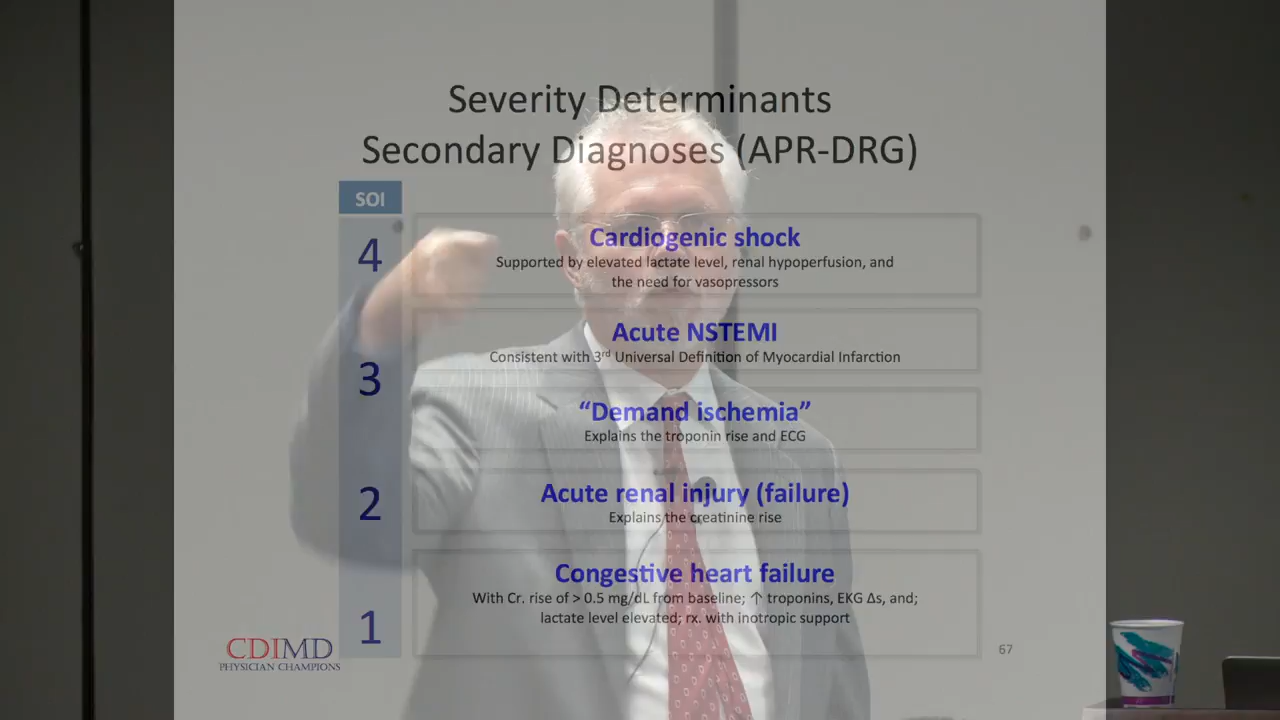 Severity Determinants
Secondary Diagnoses (APR-DRG)
SOI
4
Cardiogenic shock
Supported by elevated lactate level, renal hypoperfusion, and
the need for vasopressors
Acute NSTEMI
Consistent with 3rd Universal Definition of Myocardial Infarction
3
“Demand ischemia”
Explains the troponin rise and ECG
2
Acute renal injury (failure)
Explains the creatinine rise
Congestive heart failure
With Cr. rise of > 0.5 mg/dL from baseline; ↑ troponins, EKG Δs, and;
lactate level elevated; rx. with inotropic support
1
CDIMD
PHYSICIAN CHAMPIONS
67